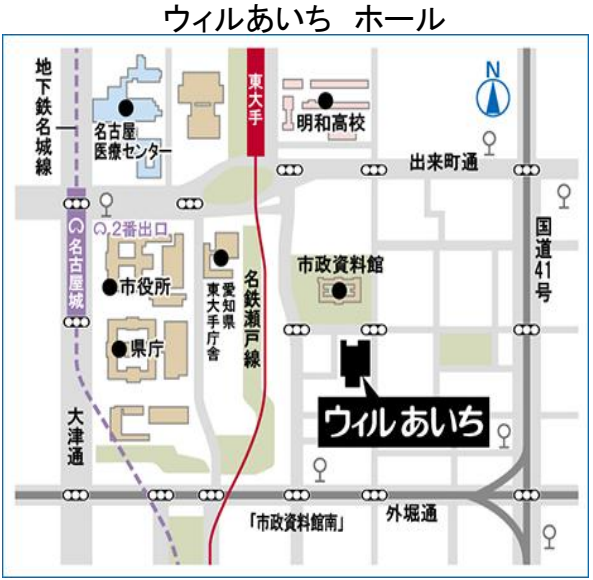 ウィルあいち　ホール
地下鉄名城線
名古屋
医療センター
東大手
明和高校
N
出来町通
2番出口
名古屋城
市役所
愛知県
東大手庁舎
名鉄瀬戸線
市政資料館
国道41号
県庁
ウィルあいち
大津通
「市政資料館南」
外堀通